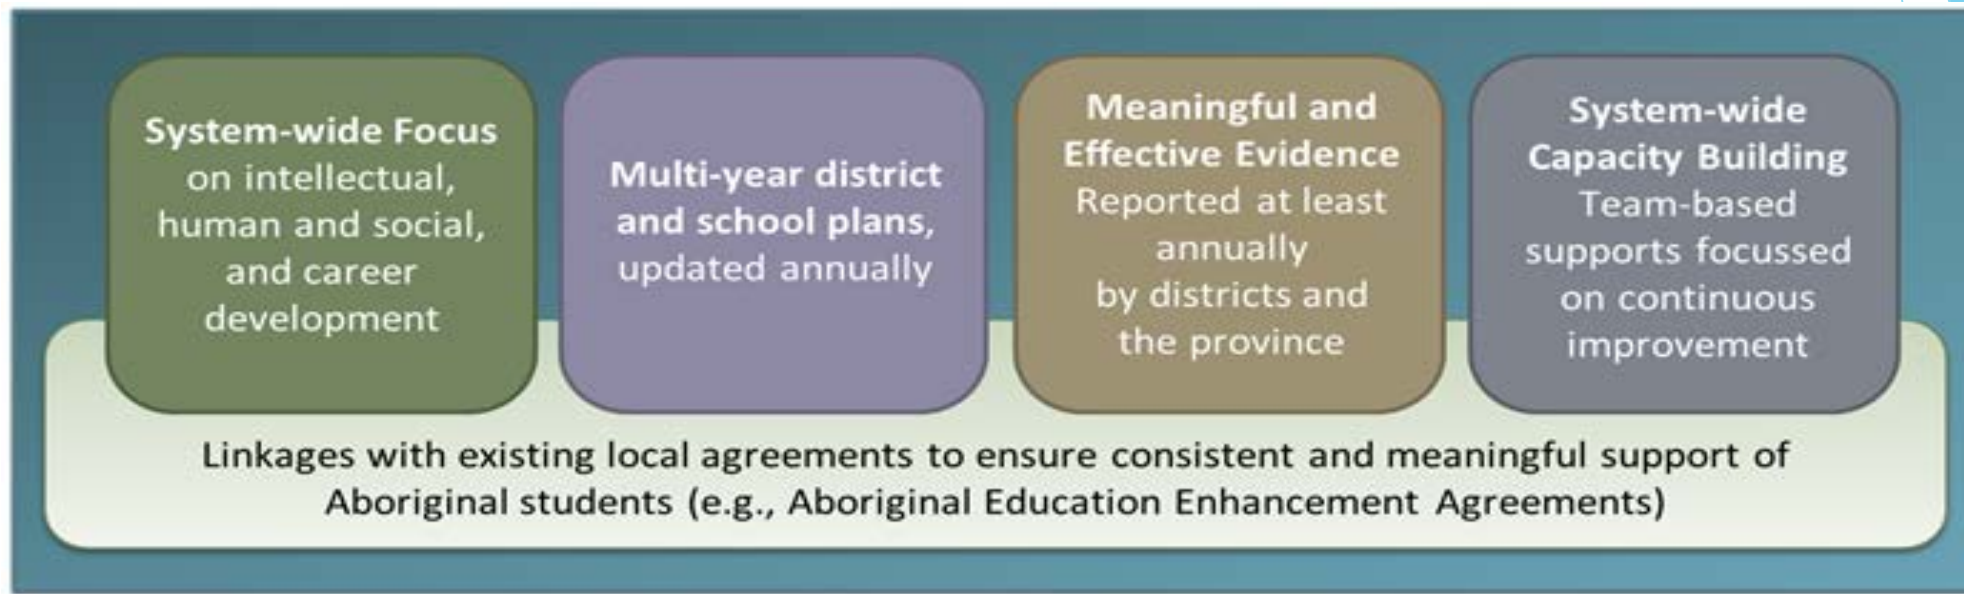 System-wide Focus
on intellectual,
human and social,
and career
development
Multi-year district
and school plans,
updated annually
Meaningful and
Effective Evidence
Reported at least
annually
by districts and
the province
System-wide
Capacity Building
Team-based
supports focussed
on continuous
improvement
Linkages with existing local agreements to ensure consistent and meaningful support of
Aboriginal students (e.g., Aboriginal Education Enhancement Agreements)